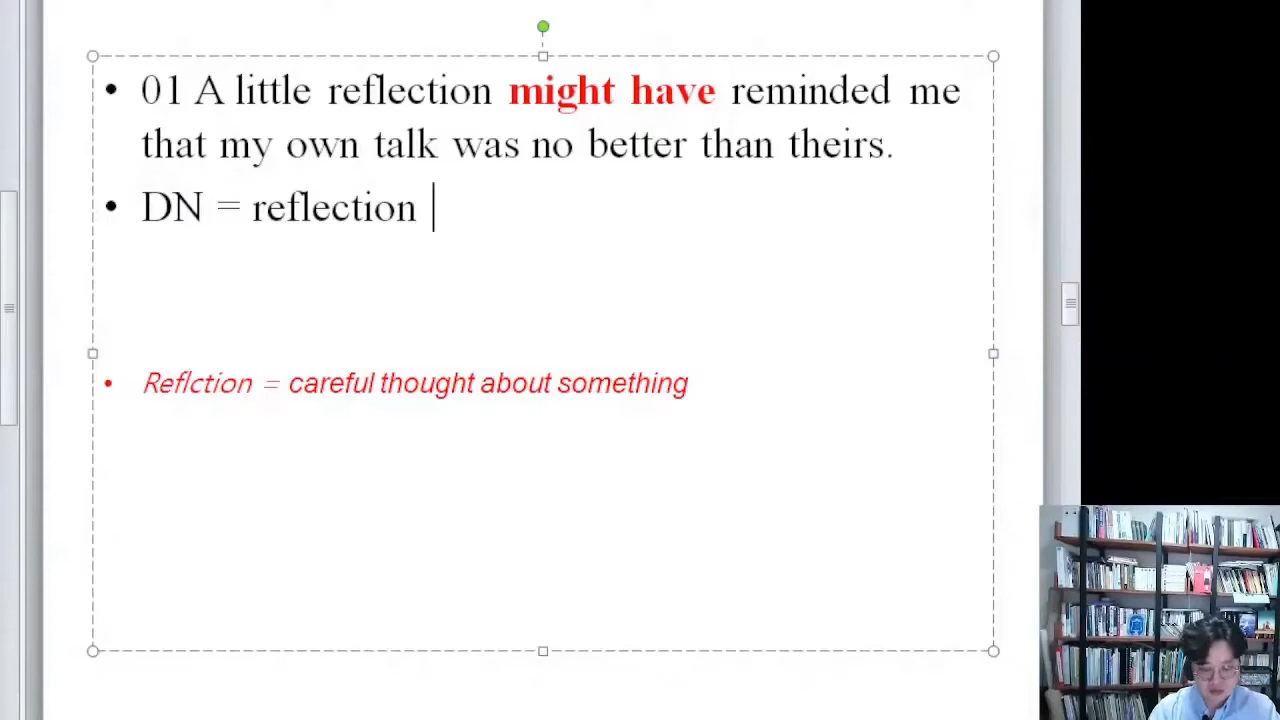 • 01 A little reflection might have reminded me
that my own talk was no better than theirs.
• DN = reflection
• Reflction = careful thought about something